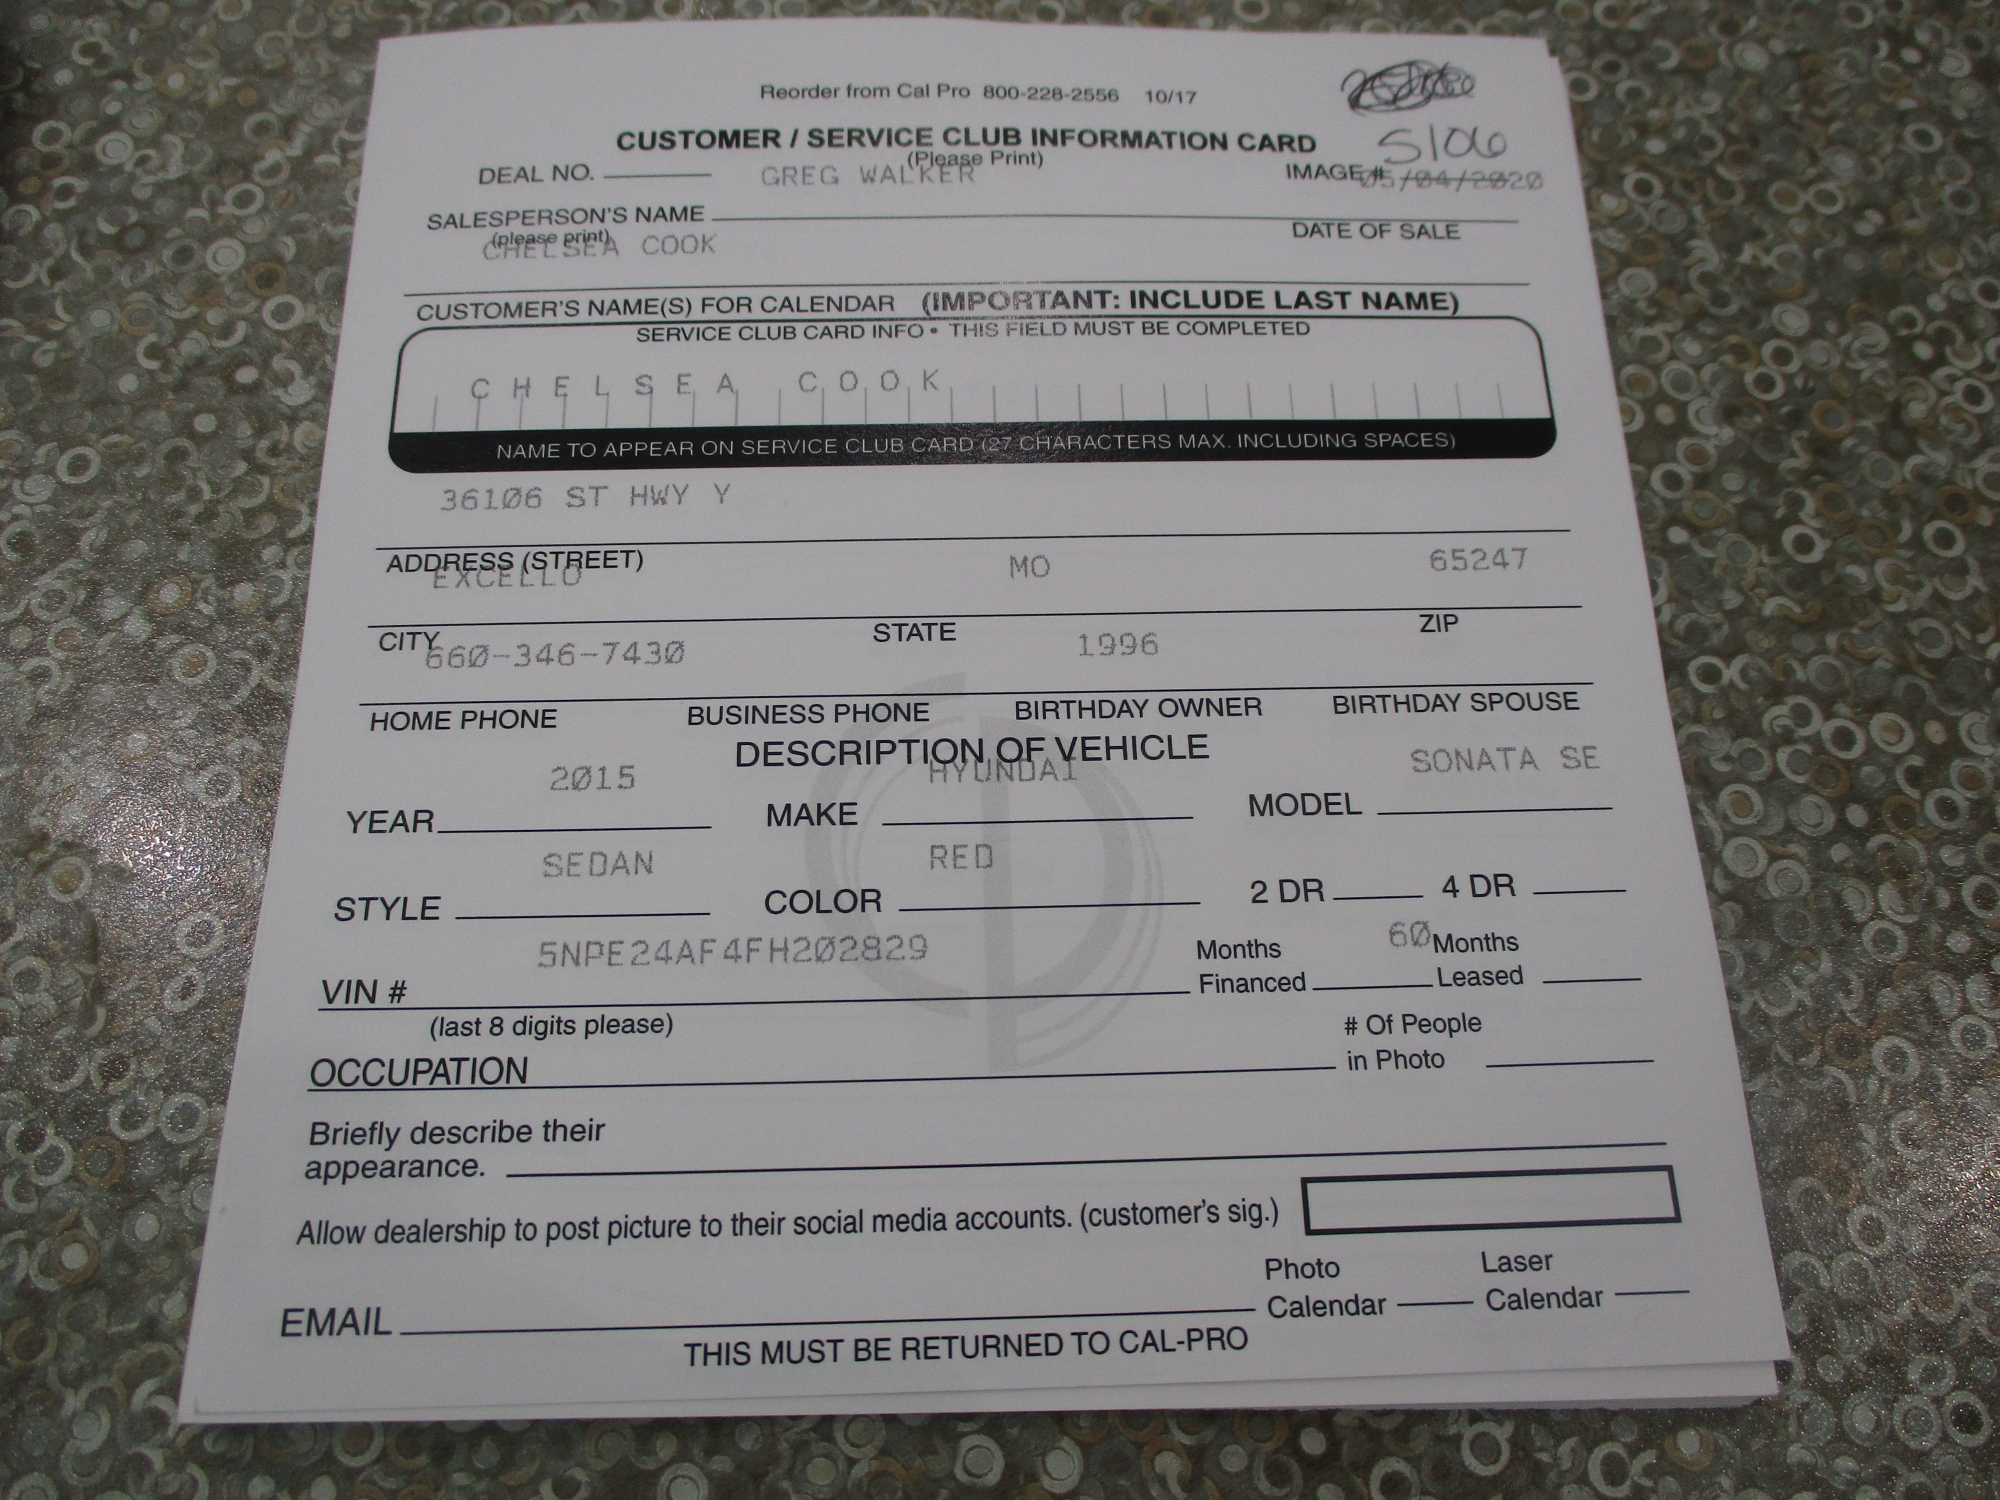 Reorder from Cal Pro 800-228-2556 10/17
CUSTOMER / SERVICE CLUB INFORMATION CARD
5106
(Please Print)
DEAL NO. GREG WALKER IMAGE# 05/04/2020
SALESPERSON'S NAME
DATE OF SALE
(please print)
CHELSEA COOK
CUSTOMER'S NAME(S) FOR CALENDAR (IMPORTANT: INCLUDE LAST NAME)
SERVICE CLUB CARD INFO • THIS FIELD MUST BE COMPLETED
CHELSEA COOK
NAME TO APPEAR ON SERVICE CLUB CARD (27 CHARACTERS MAX. INCLUDING SPACES)
36106 ST HWY Y
ADDRESS (STREET)
EXCELLO MO 65247
CITY STATE ZIP
660-346-7430 1996
HOME PHONE BUSINESS PHONE BIRTHDAY OWNER BIRTHDAY SPOUSE
DESCRIPTION OF VEHICLE
2015 HYUNDAI SONATA SE
YEAR MAKE MODEL
SEDAN RED
STYLE COLOR 2 DR 4 DR
5NPE24AF4FH202829 Months 60 Months
VIN # Financed Leased
(last 8 digits please) # Of People
OCCUPATION in Photo
Briefly describe their
appearance.
Allow dealership to post picture to their social media accounts. (customer's sig.)
Photo Laser
EMAIL Calendar Calendar
THIS MUST BE RETURNED TO CAL-PRO